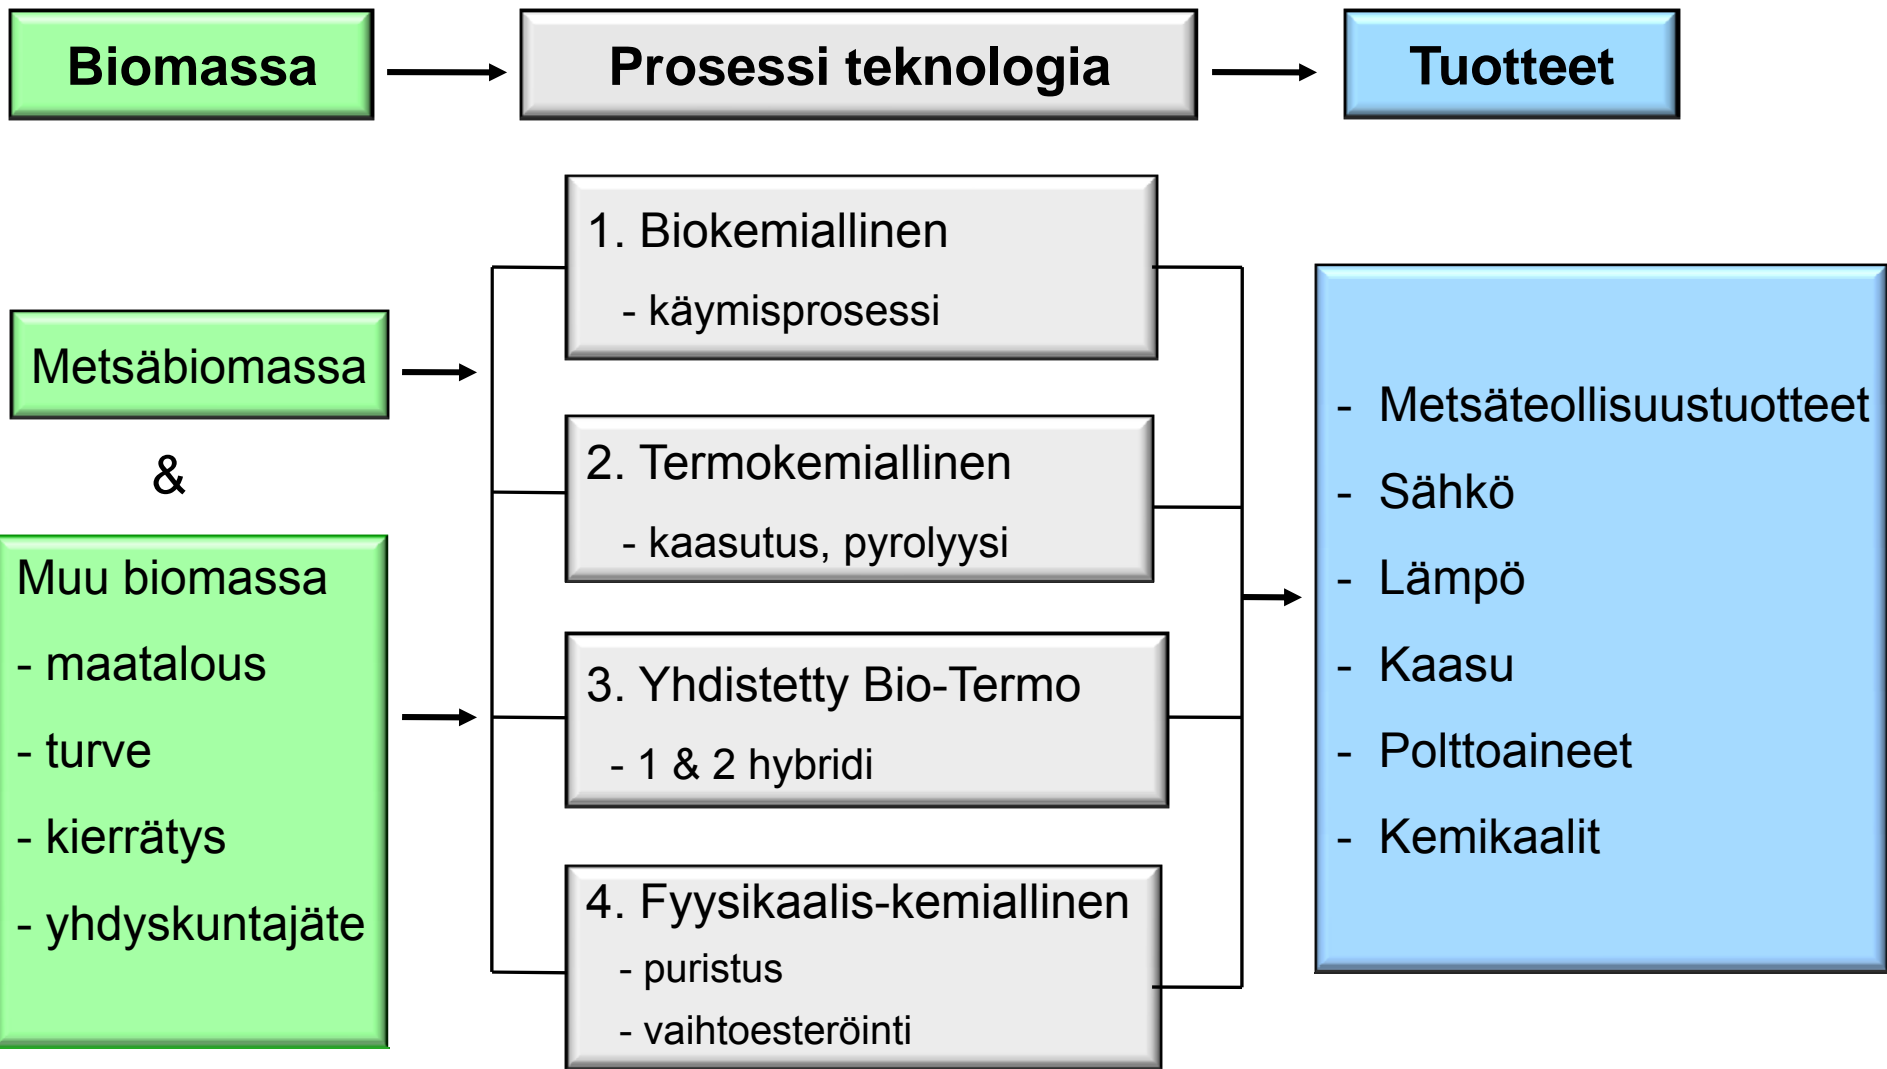 Biomassa
Prosessi teknologia
Tuotteet
Metsäbiomassa
&
Muu biomassa
- maatalous
- turve
- kierrätys
- yhdyskuntajäte
1. Biokemiallinen
- käymisprosessi
2. Termokemiallinen
- kaasutus, pyrolyysi
3. Yhdistetty Bio-Termo
- 1 & 2 hybridi
4. Fyysikaalis-kemiallinen
- puristus
- vaihtoesteröinti
- Metsäteollisuustuotteet
- Sähkö
- Lämpö
- Kaasu
- Polttoaineet
- Kemikaalit